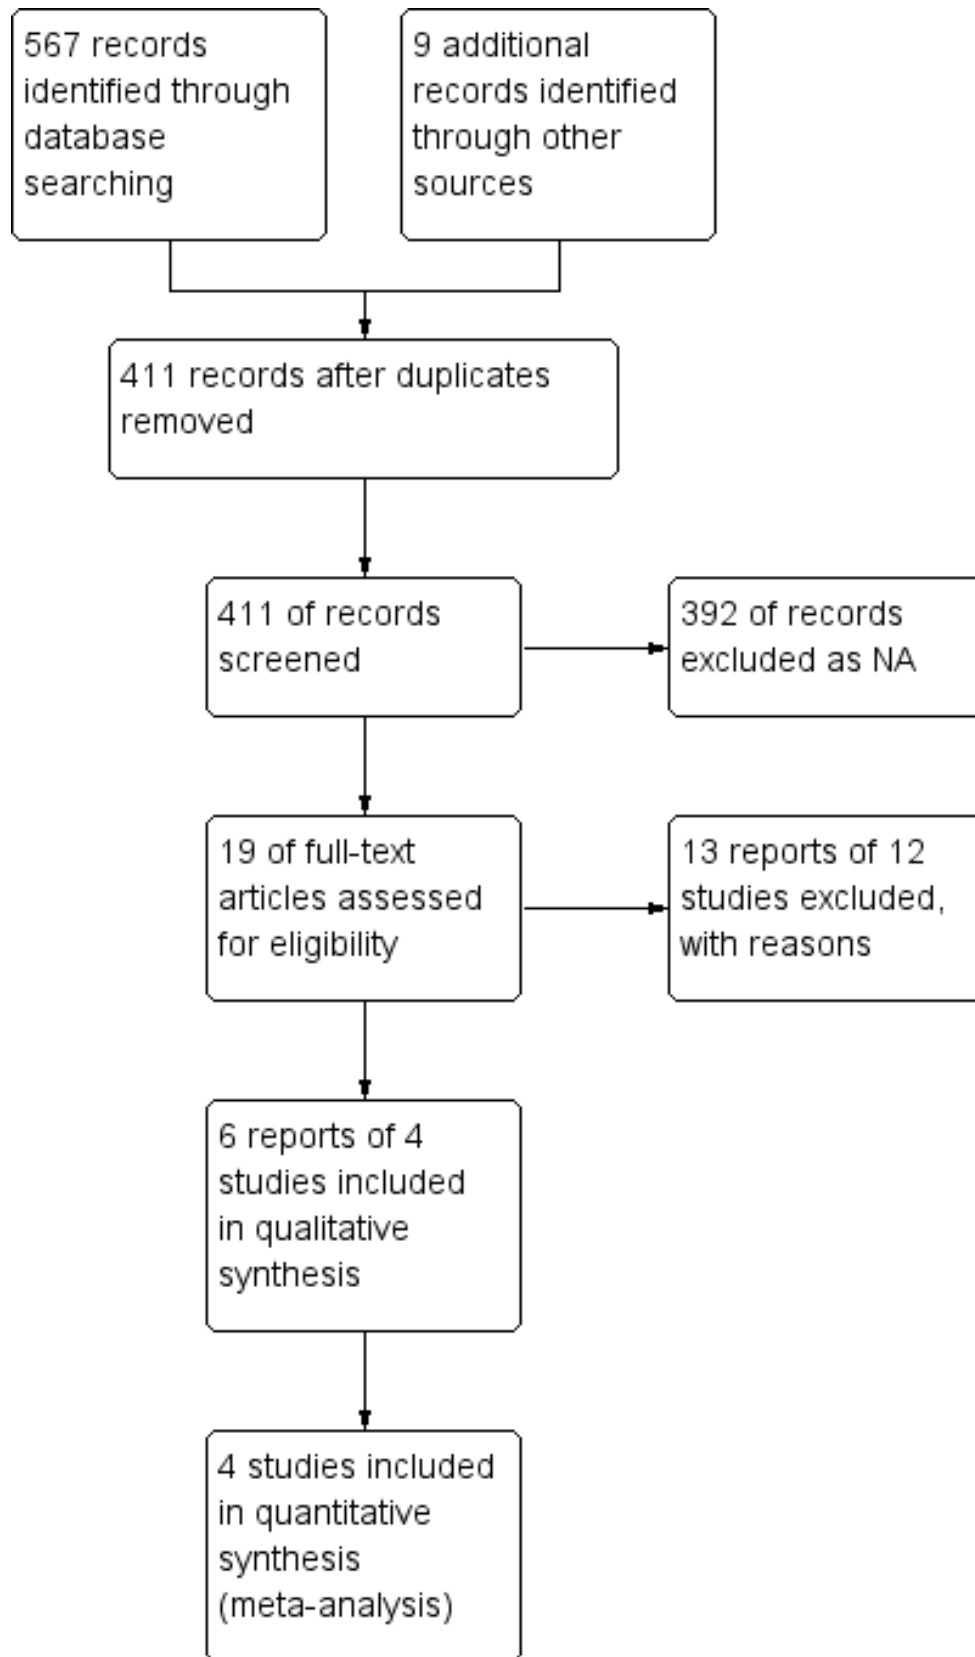 567 records
identified through
database
searching
9 additional
records identified
through other
sources
411 records after duplicates
removed
411 of records
screened
392 of records
excluded as NA
19 of full-text
articles assessed
for eligibility
13 reports of 12
studies excluded,
with reasons
6 reports of 4
studies included
in qualitative
synthesis
4 studies included
in quantitative
synthesis
(meta-analysis)